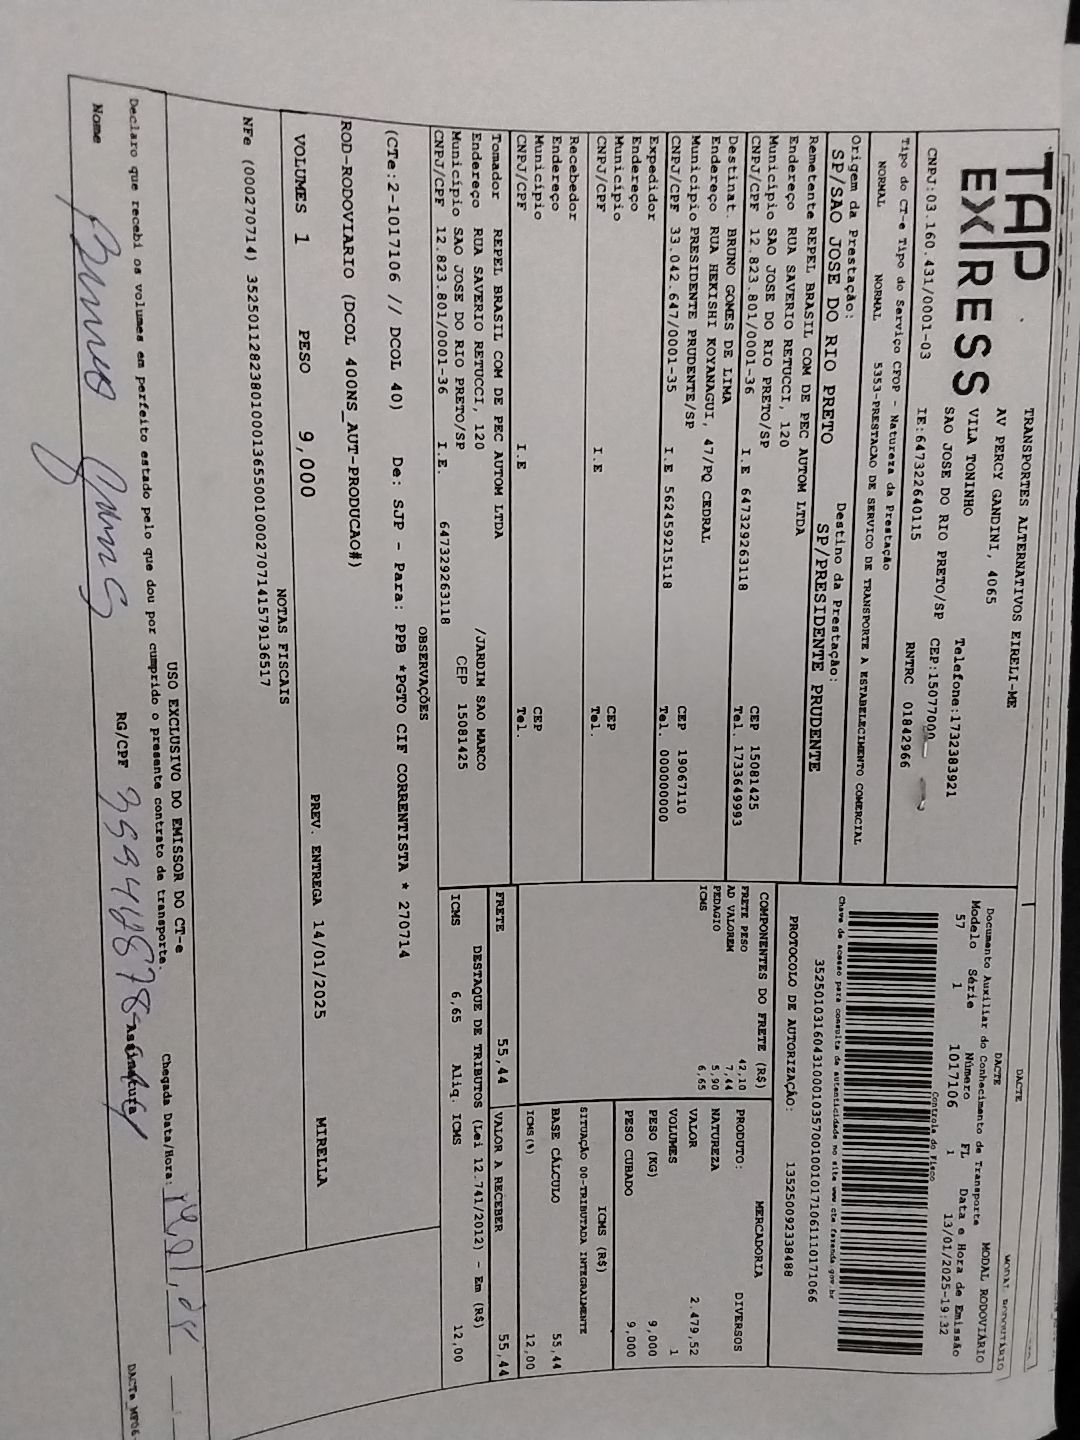 TAP
EXPRESS
TRANSPORTES ALTERNATIVOS EIRELI-ME
AV PERCY GANDINI, 4065
VILA TONINHO
SAO JOSE DO RIO PRETO/SP
Telefone:1732383921
CEP:15077000
CNPJ:03.160.431/0001-03
IE:647322640115
RNTRC 01842966
DACTE
MODAL RODOVIÁRIO
DACTE
Documento Auxiliar do Conhecimento de Transporte
MODAL RODOVIÁRIO
Modelo Série Número FL Data e Hora de Emissão
57 1 1017106 1 13/01/2025-19:32
Controle do Fisco
Chave de acesso para consulta de autenticidade no site www.cte.fazenda.gov.br
35250103160431000103570010010171061110171066
PROTOCOLO DE AUTORIZAÇÃO: 135250092338488
Tipo do CT-e Tipo do Serviço CFOP - Natureza da Prestação
NORMAL NORMAL 5353-PRESTACAO DE SERVICO DE TRANSPORTE A ESTABELECIMENTO COMERCIAL
Origem da Prestação: Destino da Prestação:
SP/SAO JOSE DO RIO PRETO SP/PRESIDENTE PRUDENTE
Remetente REPEL BRASIL COM DE PEC AUTOM LTDA
Endereço RUA SAVERIO RETUCCI, 120
Município SAO JOSE DO RIO PRETO/SP CEP 15081425
CNPJ/CPF 12.823.801/0001-36 I.E 647329263118 Tel. 1733649993
Destinat. BRUNO GOMES DE LIMA
Endereço RUA HEKISHI KOYANAGUI, 47/PQ CEDRAL
Município PRESIDENTE PRUDENTE/SP CEP 19067110
CNPJ/CPF 33.042.647/0001-35 I.E 562459215118 Tel. 000000000
Expedidor
Endereço
Município CEP
CNPJ/CPF I.E Tel.
Recebedor
Endereço
Município CEP
CNPJ/CPF I.E Tel.
Tomador REPEL BRASIL COM DE PEC AUTOM LTDA
Endereço RUA SAVERIO RETUCCI, 120 /JARDIM SAO MARCO
Município SAO JOSE DO RIO PRETO/SP CEP 15081425
CNPJ/CPF 12.823.801/0001-36 I.E. 647329263118
COMPONENTES DO FRETE (R$)
FRETE PESO 42,10
AD VALOREM 7,44
PEDAGIO 5,90
ICMS 6,65
MERCADORIA
PRODUTO: DIVERSOS
NATUREZA
VALOR 2.479,52
VOLUMES 1
PESO (KG) 9,000
PESO CUBADO 9,000
ICMS (R$)
SITUAÇÃO 00-TRIBUTADA INTEGRALMENTE
BASE CÁLCULO 55,44
ICMS (%) 12,00
FRETE 55,44 VALOR A RECEBER 55,44
DESTAQUE DE TRIBUTOS (Lei 12.741/2012) - Em (R$)
ICMS 6,65 Aliq. ICMS 12,00
OBSERVAÇÕES
(CTe:2-1017106 // DCOL 40) De: SJP - Para: PPB *PGTO CIF CORRENTISTA * 270714
ROD-RODOVIARIO (DCOL 400NS_AUT-PRODUCAO#)
VOLUMES 1 PESO 9,000 PREV. ENTREGA 14/01/2025 MIRELLA
NOTAS FISCAIS
NFe (000270714) 35250112823801000136550010002707141579136517
USO EXCLUSIVO DO EMISSOR DO CT-e
Declaro que recebi os volumes em perfeito estado pelo que dou por cumprido o presente contrato de transporte.
Chegada Data/Hora:
Nome RG/CPF Assinatura
DACTe_MF06-